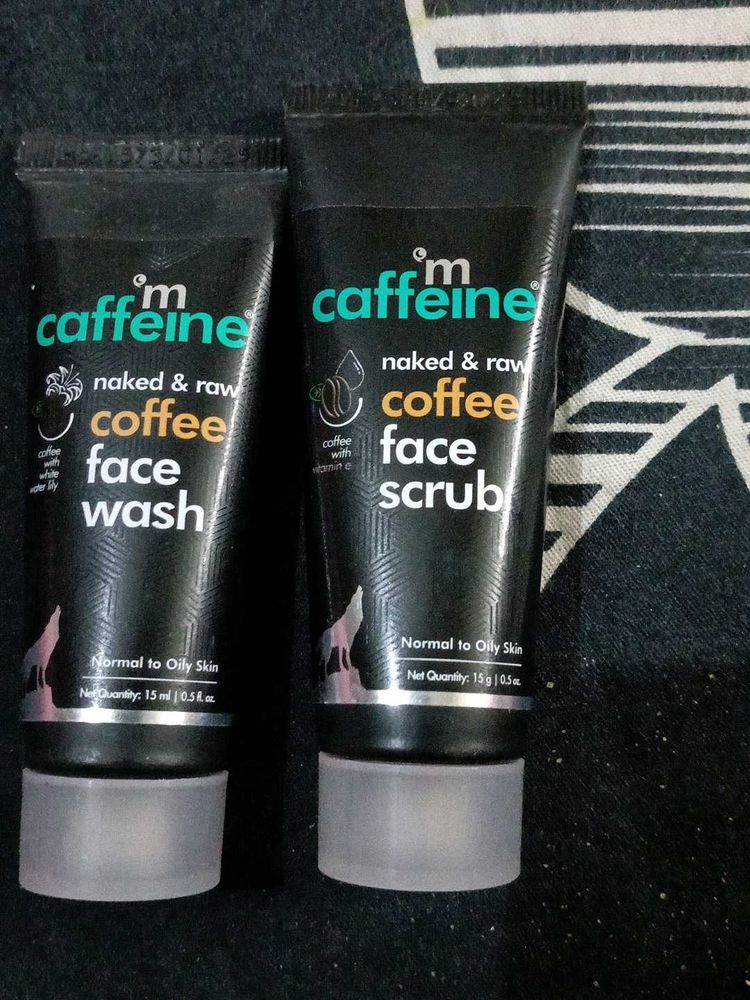 'm
caffeine®
naked & raw
coffee
face
wash
coffee
with
white
water lily
Normal to Oily Skin
Net Quantity: 15 ml | 0.5 fl. oz.
'm
caffeine®
naked & raw
coffee
face
scrub
coffee
with
vitamin e
Normal to Oily Skin
Net Quantity: 15 g | 0.5 oz.